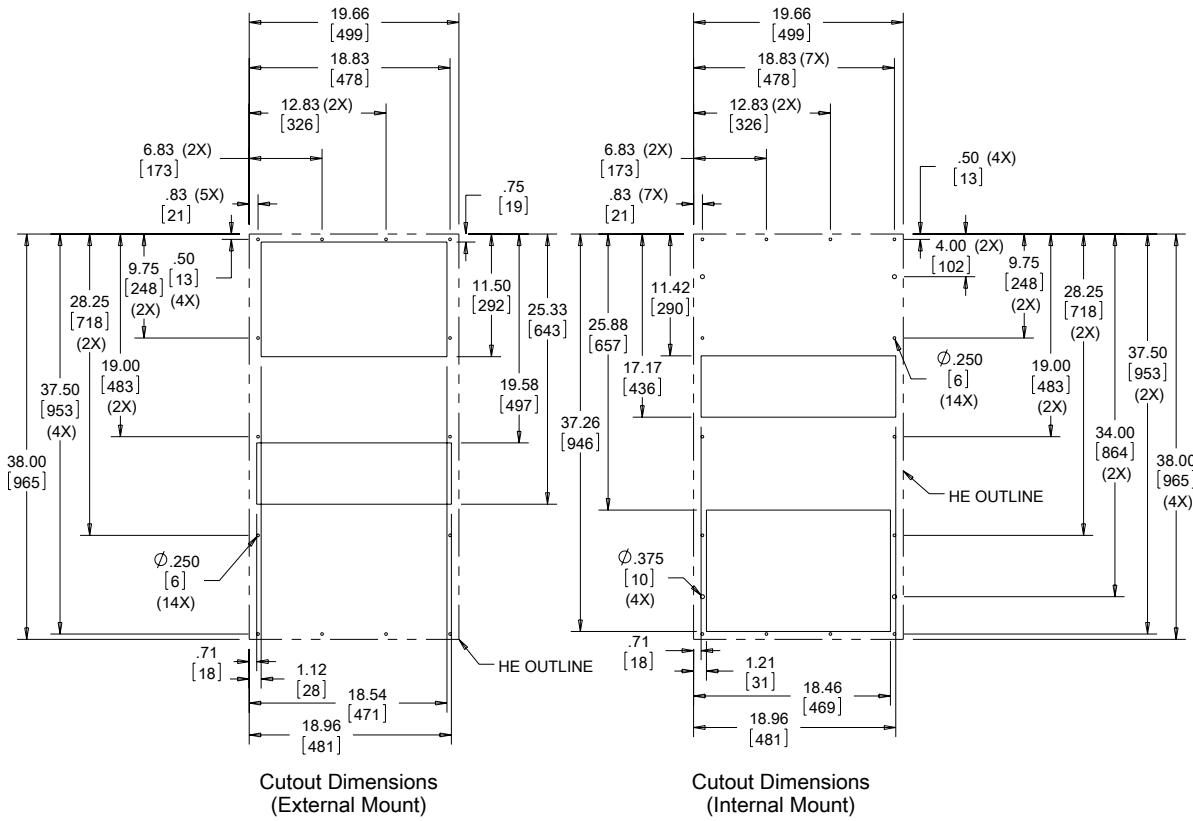 19.66
[499]
18.83
[478]
12.83 (2X)
[326]
6.83 (2X)
[173]
.83 (5X)
[21]
.75
[19]
.50
[13]
(4X)
9.75
[248]
(2X)
28.25
[718]
(2X)
19.00
[483]
(2X)
37.50
[953]
(4X)
38.00
[965]
11.50
[292]
25.33
[643]
19.58
[497]
Ø.250
[6]
(14X)
.71
[18]
1.12
[28]
18.54
[471]
18.96
[481]
HE OUTLINE
Cutout Dimensions
(External Mount)
19.66
[499]
18.83 (7X)
[478]
12.83 (2X)
[326]
6.83 (2X)
[173]
.83 (7X)
[21]
.50 (4X)
[13]
4.00 (2X)
[102]
9.75
[248]
(2X)
11.42
[290]
28.25
[718]
(2X)
25.88
[657]
17.17
[436]
Ø.250
[6]
(14X)
19.00
[483]
(2X)
37.50
[953]
(2X)
37.26
[946]
34.00
[864]
(2X)
38.00
[965]
(4X)
HE OUTLINE
Ø.375
[10]
(4X)
.71
[18]
1.21
[31]
18.46
[469]
18.96
[481]
Cutout Dimensions
(Internal Mount)